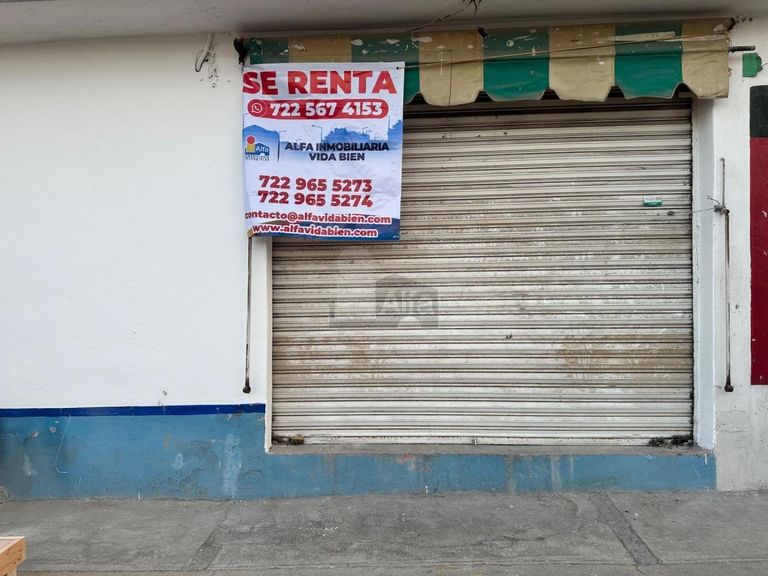 SE RENTA
722 567 4153
Alfa
ALFA INMOBILIARIA
VIDA BIEN
722 965 5273
722 965 5274
contacto@alfavidabien.com
www.alfavidabien.com
Alfa